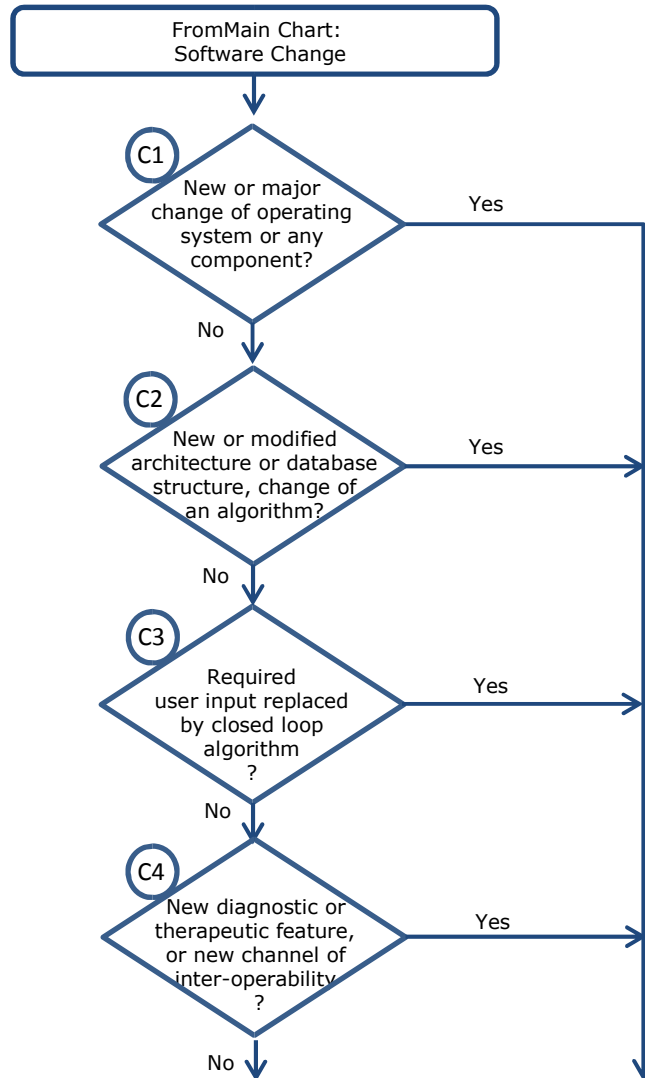 FromMain Chart:
Software Change
C1
New or major
change of operating
system or any
component?
Yes
No
C2
New or modified
architecture or database
structure, change of
an algorithm?
Yes
No
C3
Required
user input replaced
by closed loop
algorithm
?
Yes
No
C4
New diagnostic or
therapeutic feature,
or new channel of
inter-operability
?
Yes
No